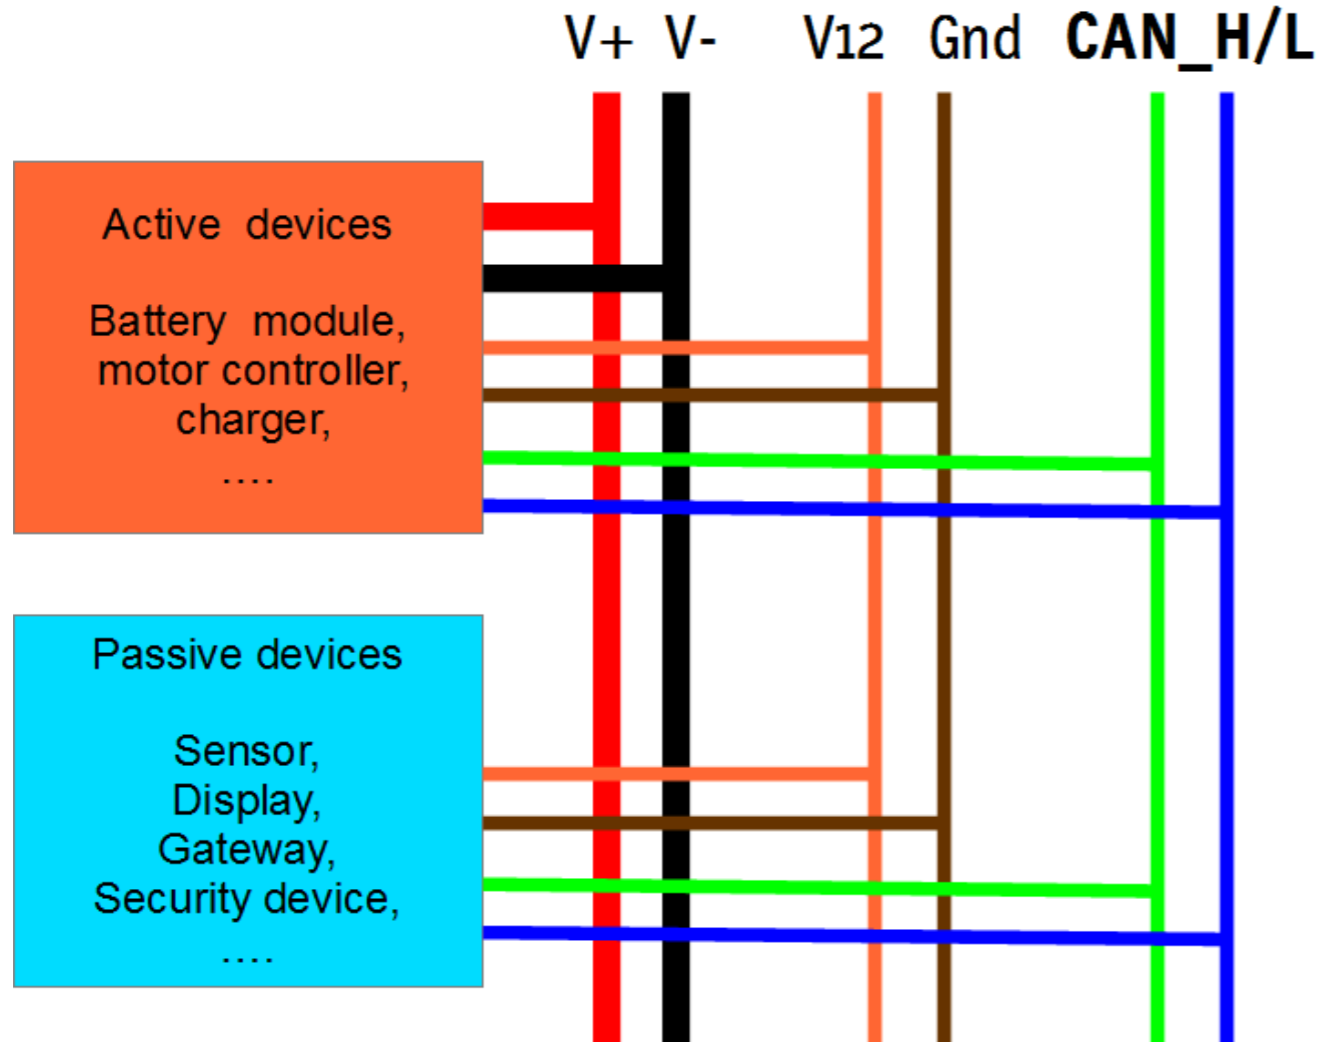 V+ V- V12 Gnd CAN_H/L
Active devices
Battery module,
motor controller,
charger,
....
Passive devices
Sensor,
Display,
Gateway,
Security device,
....